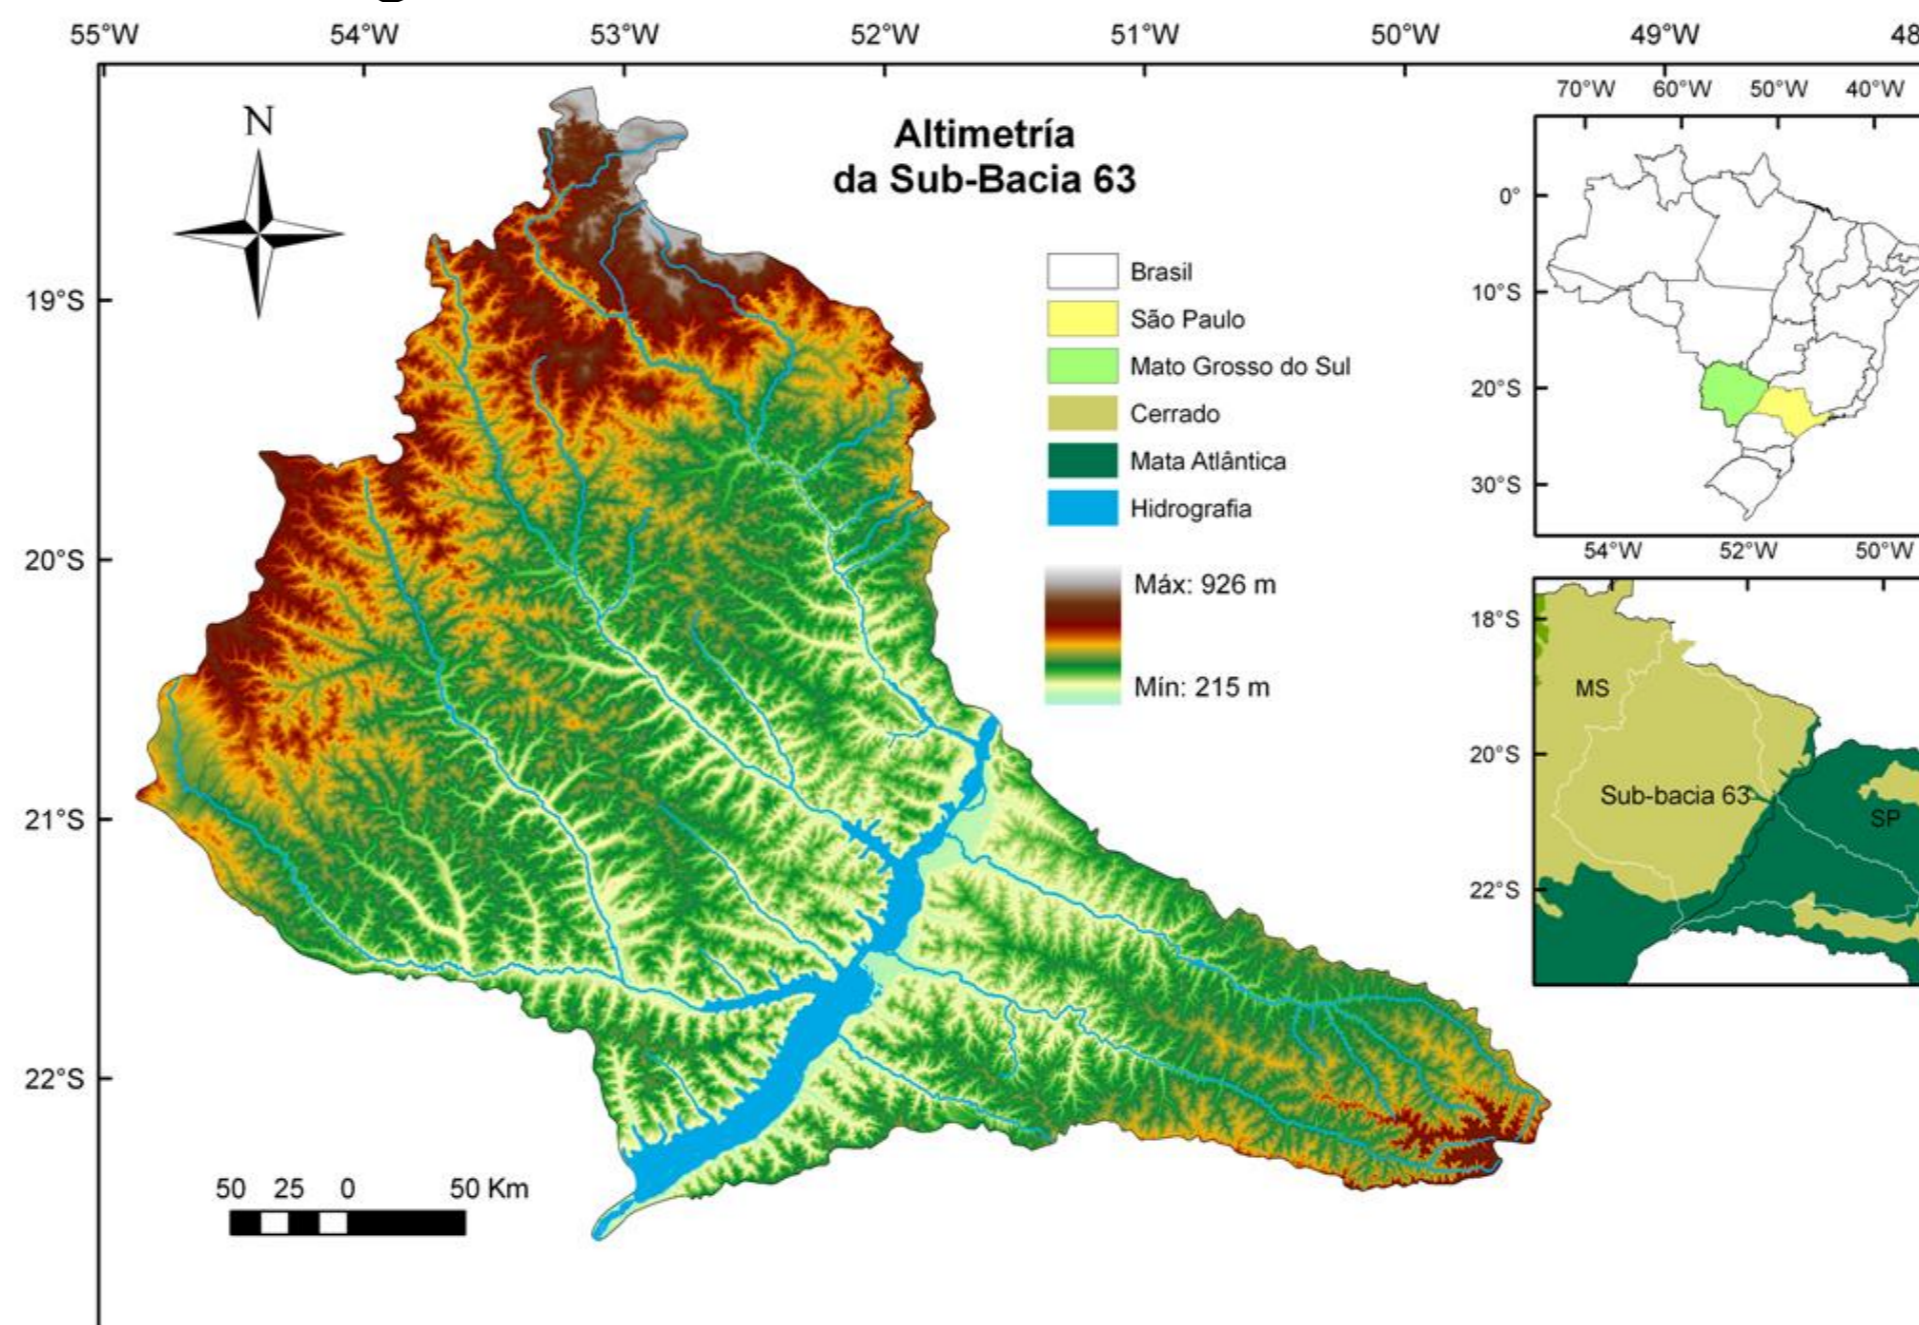 55°W 54°W 53°W 52°W 51°W 50°W 49°W 48
70°W 60°W 50°W 40°W
N
Altimetría
da Sub-Bacia 63
Brasil
São Paulo
Mato Grosso do Sul
Cerrado
Mata Atlântica
Hidrografia
Máx: 926 m
Mín: 215 m
19°S
20°S
21°S
22°S
50 25 0 50 Km
0°
10°S
20°S
30°S
54°W 52°W 50°W
18°S
20°S
22°S
MS
Sub-bacia 63
SP